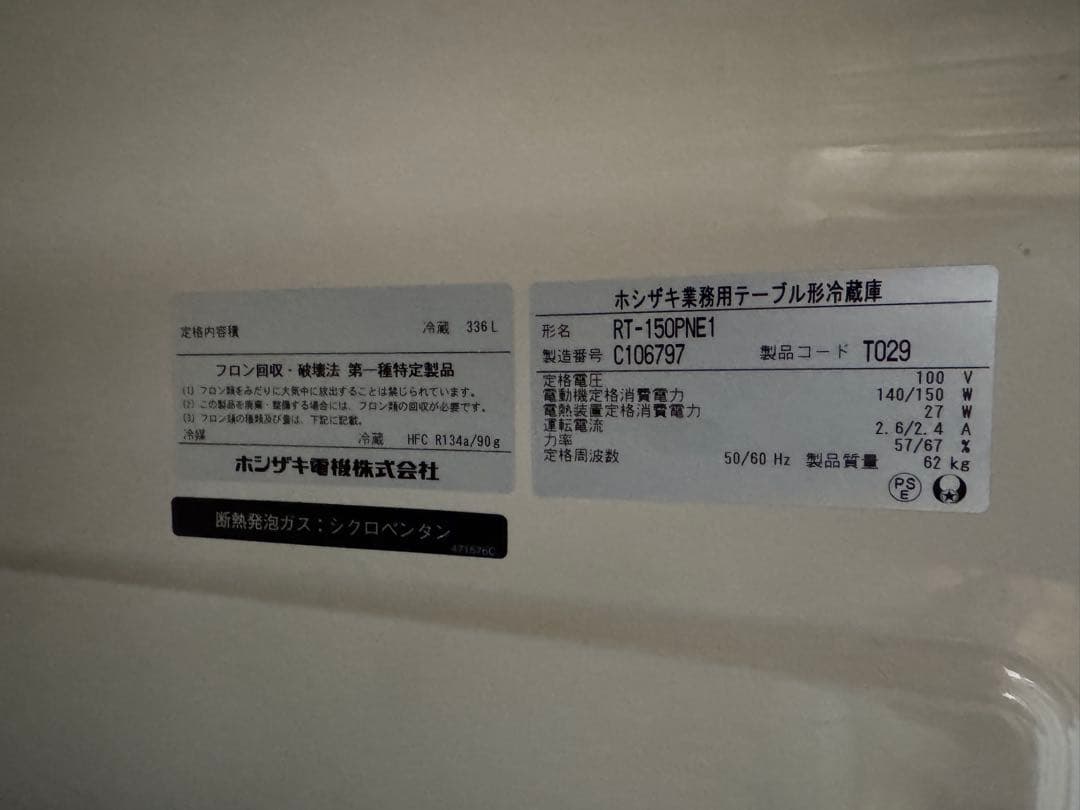 定格内容積 冷蔵 336L
フロン回収・破壊法 第一種特定製品
(1) フロン類をみだりに大気中に放出することは禁じられています。
(2) この製品を廃棄・整備する場合には、フロン類の回収が必要です。
(3) フロン類の種類及び量は、下記に記載。
冷媒 冷蔵 HFC R134a/90g
ホシザキ電機株式会社
断熱発泡ガス：シクロペンタン
471576C
ホシザキ業務用テーブル形冷蔵庫
形名 RT-150PNE1
製造番号 C106797 製品コード T029
定格電圧 100 V
電動機定格消費電力 140/150 W
電熱装置定格消費電力 27 W
運転電流 2.6/2.4 A
力率 57/67 %
定格周波数 50/60 Hz 製品質量 62 kg
PS
E